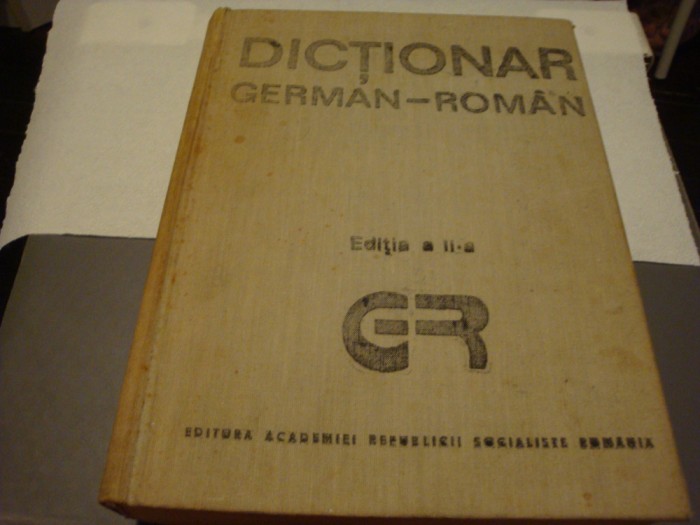 DICȚIONAR
GERMAN-ROMÂN
Ediția a II-a
GR
EDITURA ACADEMIEI REPUBLICII SOCIALISTE ROMÂNIA